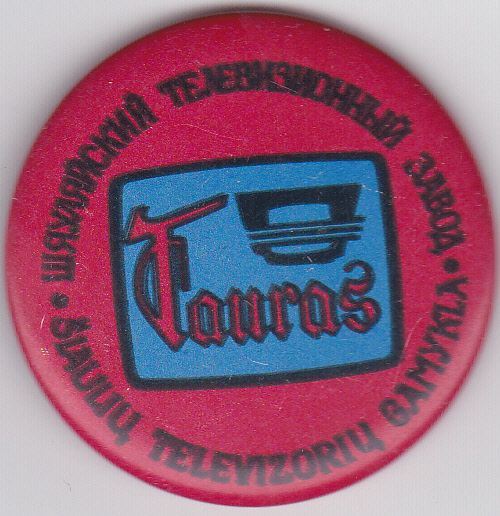 ШЯУЛЯЙСКИЙ ТЕЛЕВИЗИОННЫЙ ЗАВОД
Tauras
ŠIAULIŲ TELEVIZORIŲ GAMYKLA